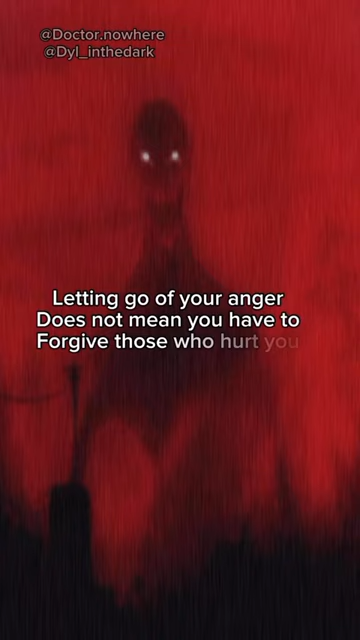 @Doctor.nowhere
@Dyl_inthedark
Letting go of your anger
Does not mean you have to
Forgive those who hurt you